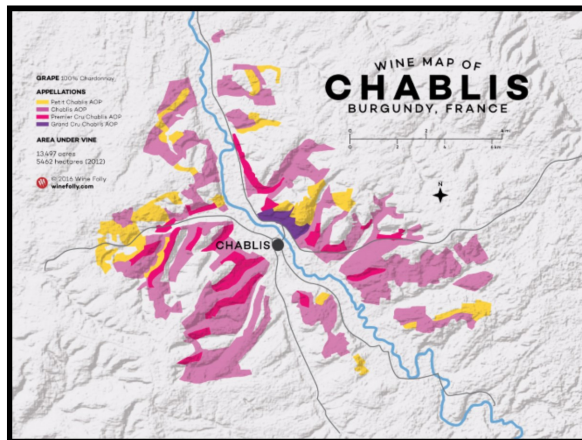 WINE MAP OF
CHABLIS
BURGUNDY, FRANCE
GRAPE 100% Chardonnay
APPELLATIONS
Petit Chablis AOP
Chablis AOP
Premier Cru Chablis AOP
Grand Cru Chablis AOP
AREA UNDER VINE
13,497 acres
5462 hectares (2012)
©2016 Wine Folly
winefolly.com
N
CHABLIS